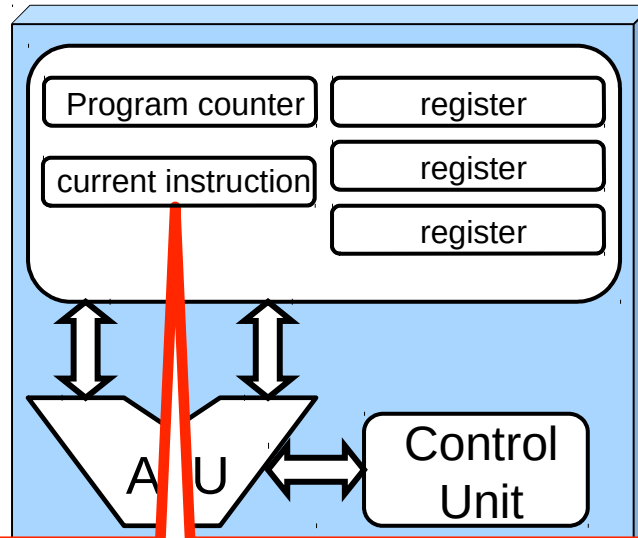 Program counter
register
current instruction
register
register
A U
Control
Unit